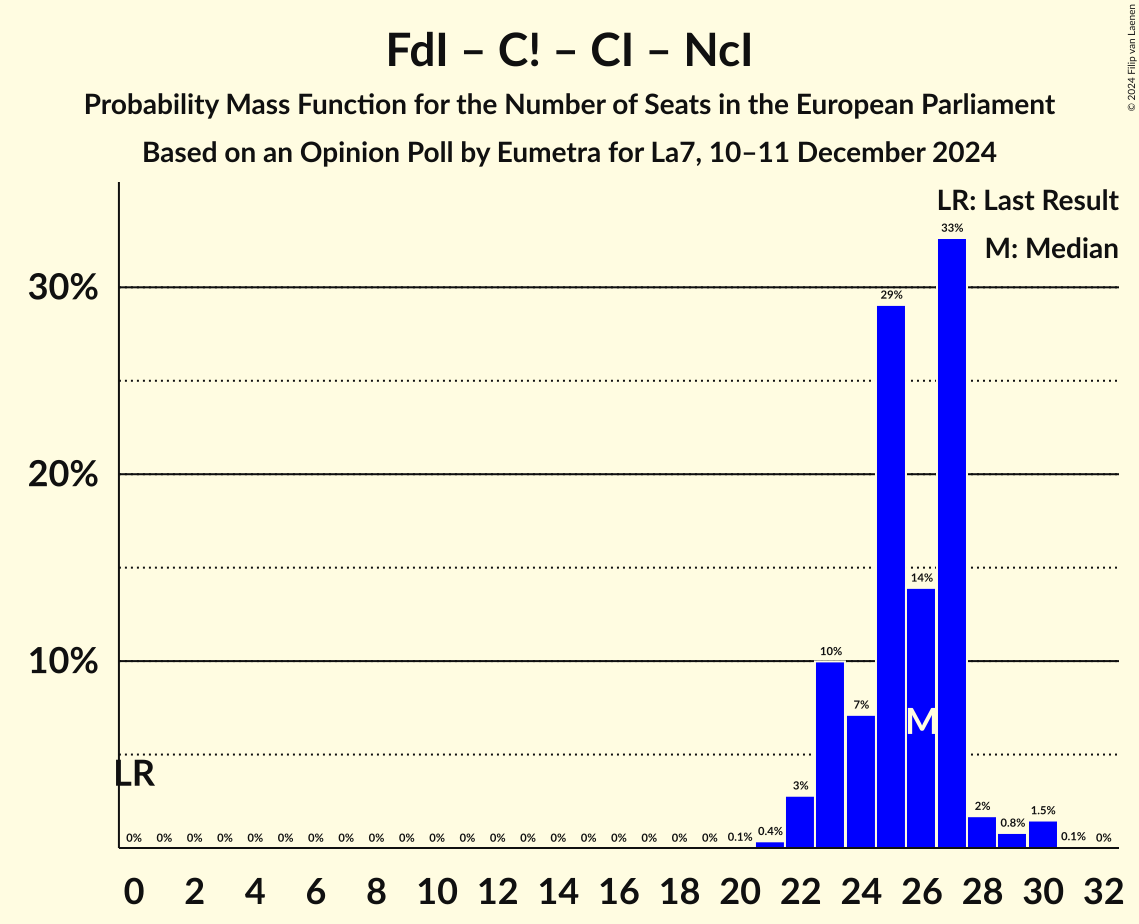 FdI – C! – CI – NcI
Probability Mass Function for the Number of Seats in the European Parliament
Based on an Opinion Poll by Eumetra for La7, 10–11 December 2024
© 2024 Filip van Laenen
LR: Last Result
M: Median
33%
30%
29%
20%
14%
10%
10%
7%
M
LR
3%
2%
1.5%
0.8%
0.4%
0% 0% 0% 0% 0% 0% 0% 0% 0% 0% 0% 0% 0% 0% 0% 0% 0% 0% 0% 0% 0.1% 0.1% 0%
0 2 4 6 8 10 12 14 16 18 20 22 24 26 28 30 32